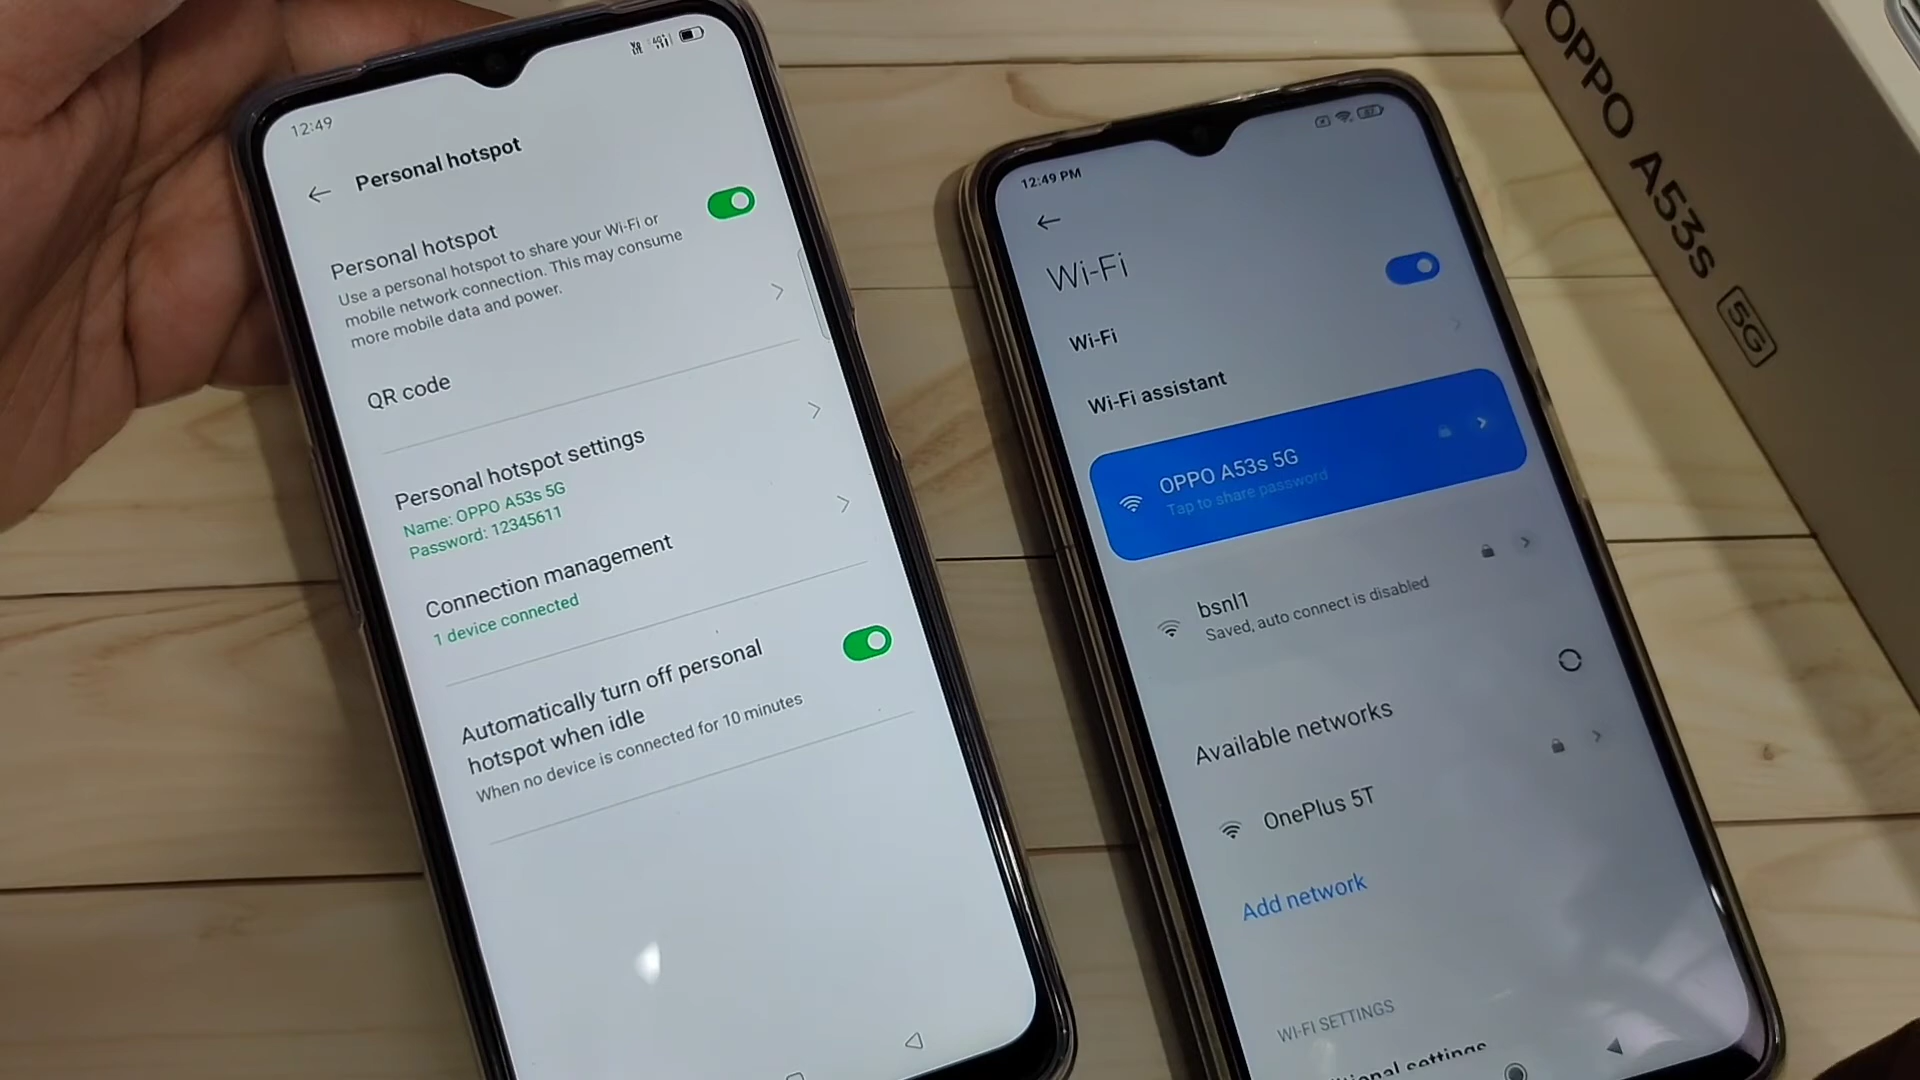 12:49
Personal hotspot
Personal hotspot
Use a personal hotspot to share your Wi-Fi or
mobile network connection. This may consume
more mobile data and power.
QR code
Personal hotspot settings
Name: OPPO A53s 5G
Password: 12345611
Connection management
1 device connected
Automatically turn off personal
hotspot when idle
When no device is connected for 10 minutes
12:49 PM
Wi-Fi
Wi-Fi
Wi-Fi assistant
OPPO A53s 5G
Tap to share password
bsnl1
Saved, auto connect is disabled
Available networks
OnePlus 5T
Add network
WI-FI SETTINGS
settings
OPPO A53s 5G